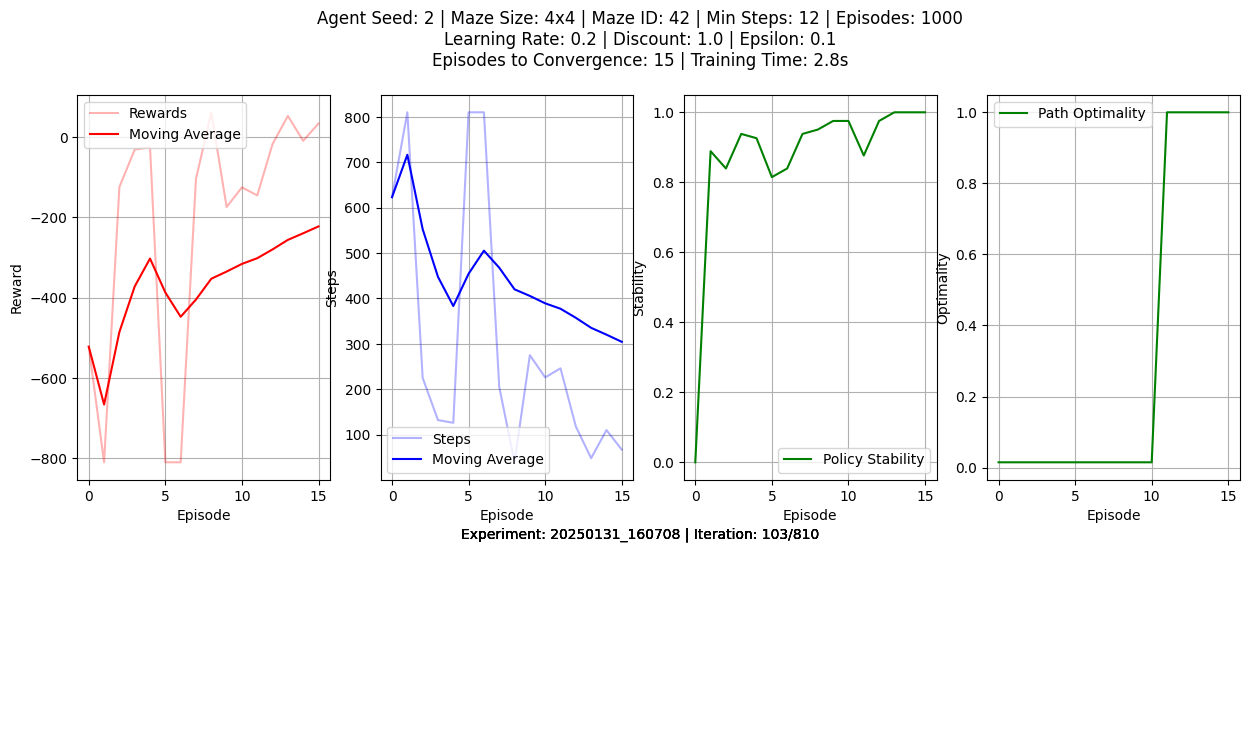 Agent Seed: 2 | Maze Size: 4x4 | Maze ID: 42 | Min Steps: 12 | Episodes: 1000
Learning Rate: 0.2 | Discount: 1.0 | Epsilon: 0.1
Episodes to Convergence: 15 | Training Time: 2.8s
Rewards
Moving Average
0
−200
−400
−600
−800
Reward
0
5
10
15
Episode
800
700
600
500
400
300
200
100
Steps
Steps
Moving Average
0
5
10
15
Episode
1.0
0.8
0.6
0.4
0.2
0.0
Stability
Policy Stability
0
5
10
15
Episode
Path Optimality
1.0
0.8
0.6
0.4
0.2
0.0
Optimality
0
5
10
15
Episode
Experiment: 20250131_160708 | Iteration: 103/810